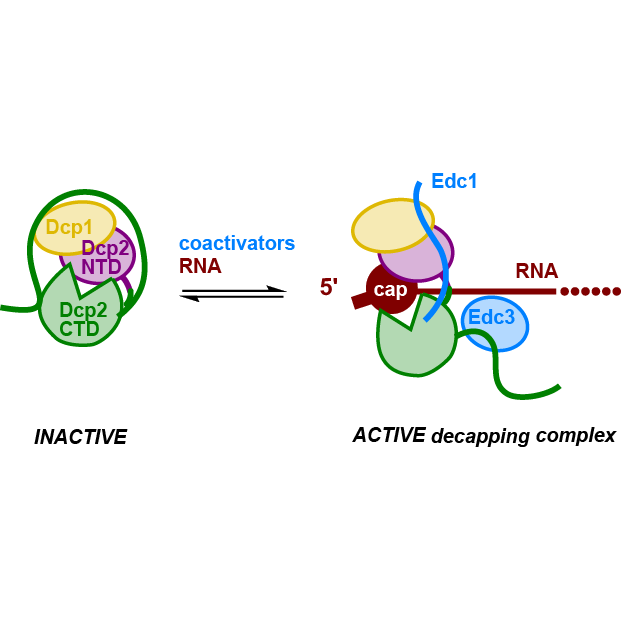 Dcp1
Dcp2
NTD
Dcp2
CTD
coactivators
RNA
INACTIVE
Edc1
5'
cap
RNA
Edc3
ACTIVE decapping complex